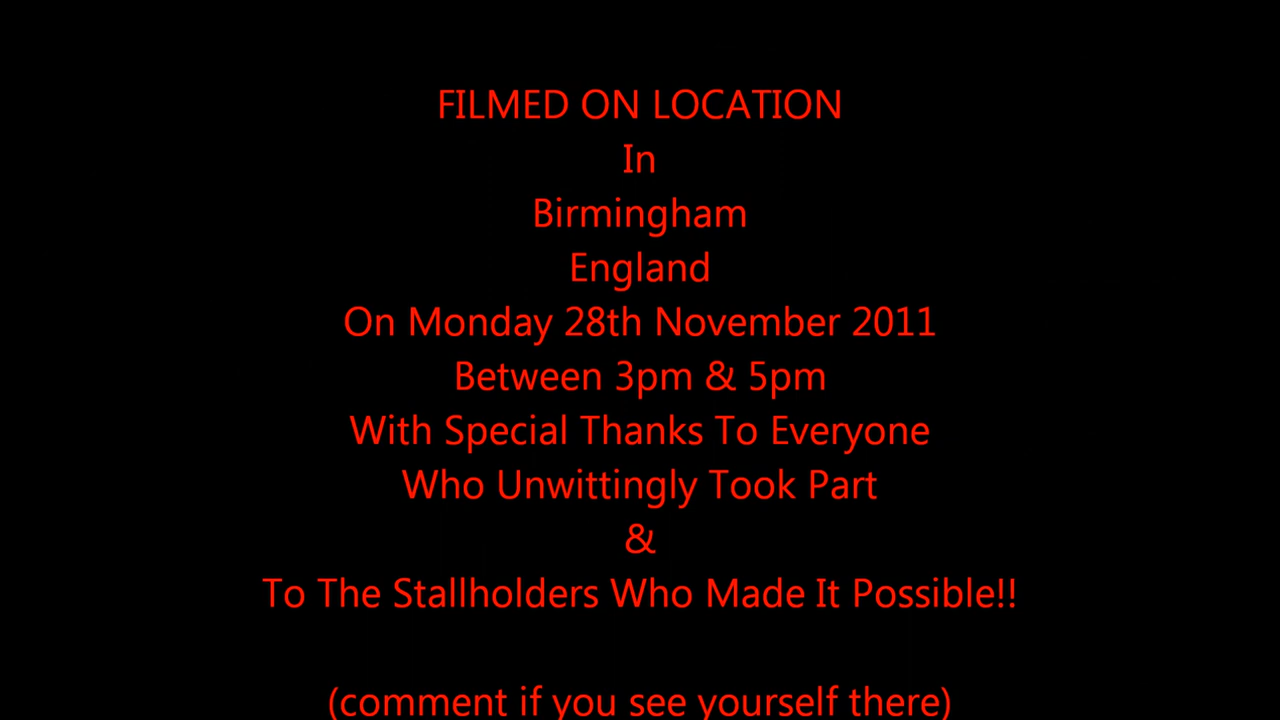 FILMED ON LOCATION
In
Birmingham
England
On Monday 28th November 2011
Between 3pm & 5pm
With Special Thanks To Everyone
Who Unwittingly Took Part
&
To The Stallholders Who Made It Possible!!
(comment if you see yourself there)